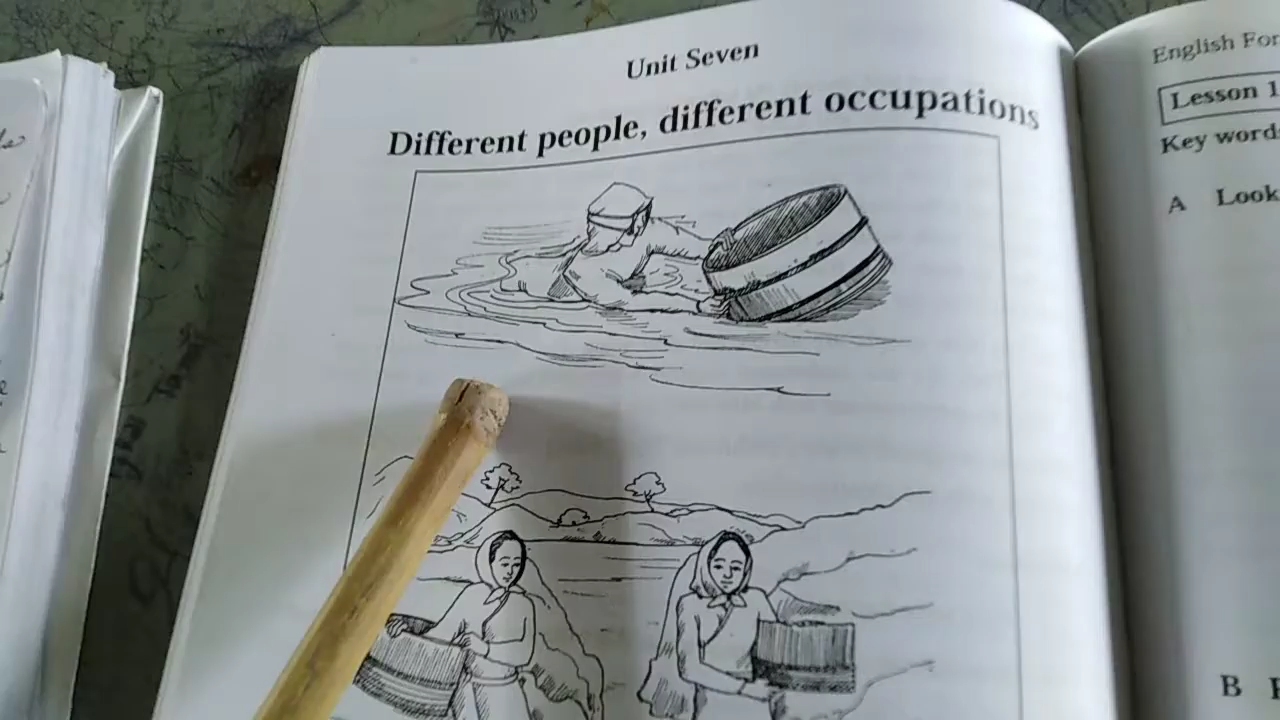 Unit Seven
Different people, different occupations
English For
Lesson 1
Key word
A Look
B